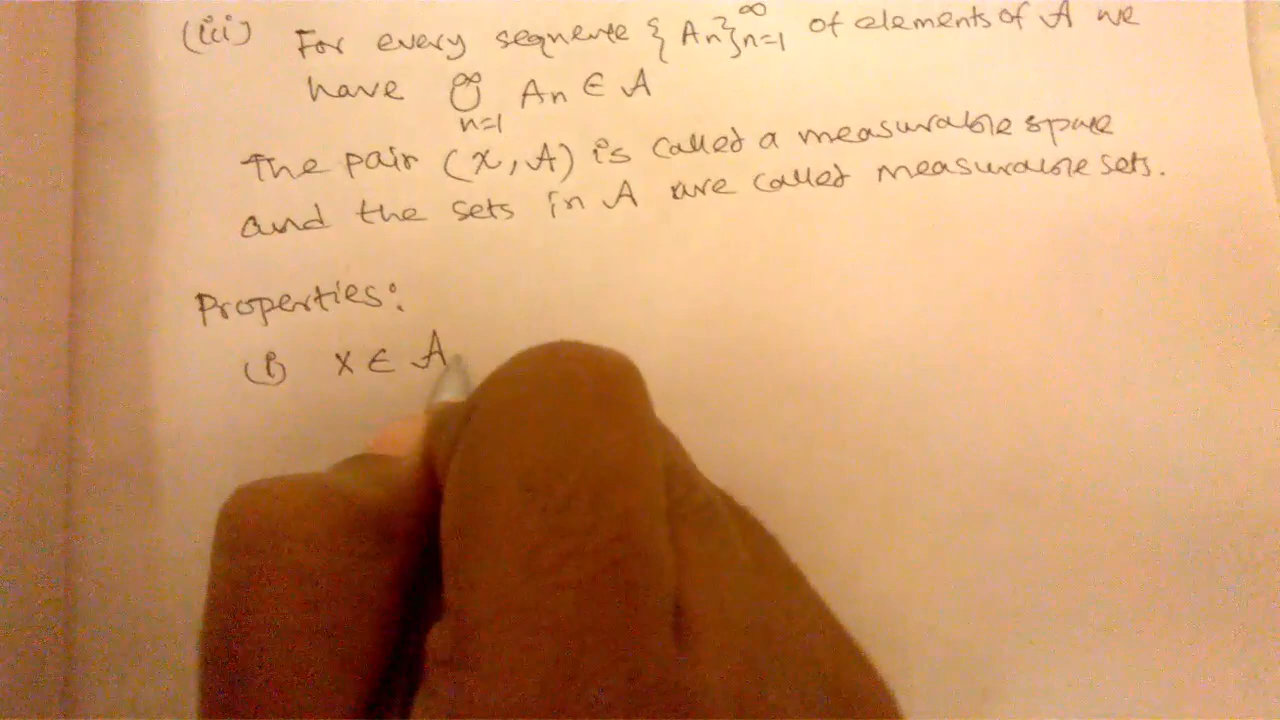 (iii) For every sequence {An}∞n=1 of elements of A we
have ∞∪n=1 An ∈ A
The pair (X, A) is called a measurable space
and the sets in A are called measurable sets.
Properties:
(1) X ∈ A